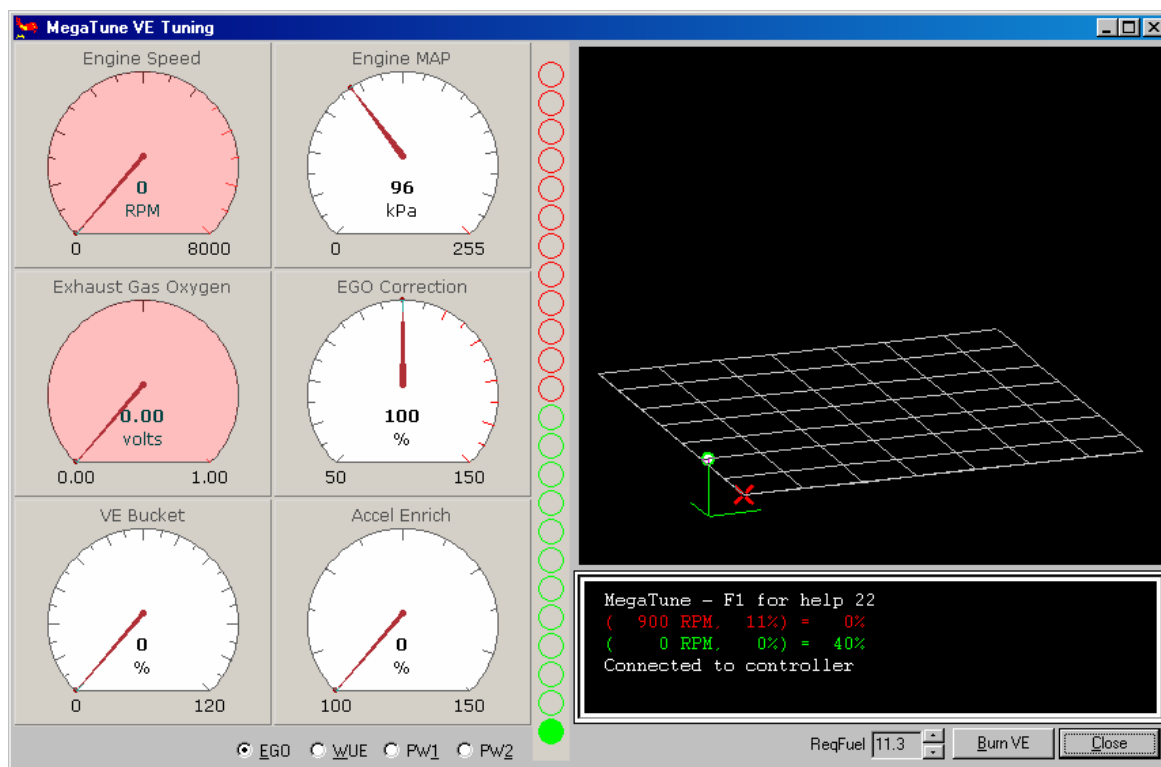 MegaTune VE Tuning
Engine Speed
0
RPM
0 8000
Engine MAP
96
kPa
0 255
Exhaust Gas Oxygen
0.00
volts
0.00 1.00
EGO Correction
100
%
50 150
VE Bucket
0
%
0 120
Accel Enrich
0
%
100 150
EGO WUE PW1 PW2
MegaTune – F1 for help 22
( 900 RPM, 11%) = 0%
( 0 RPM, 0%) = 40%
Connected to controller
ReqFuel 11.3 Burn VE Close